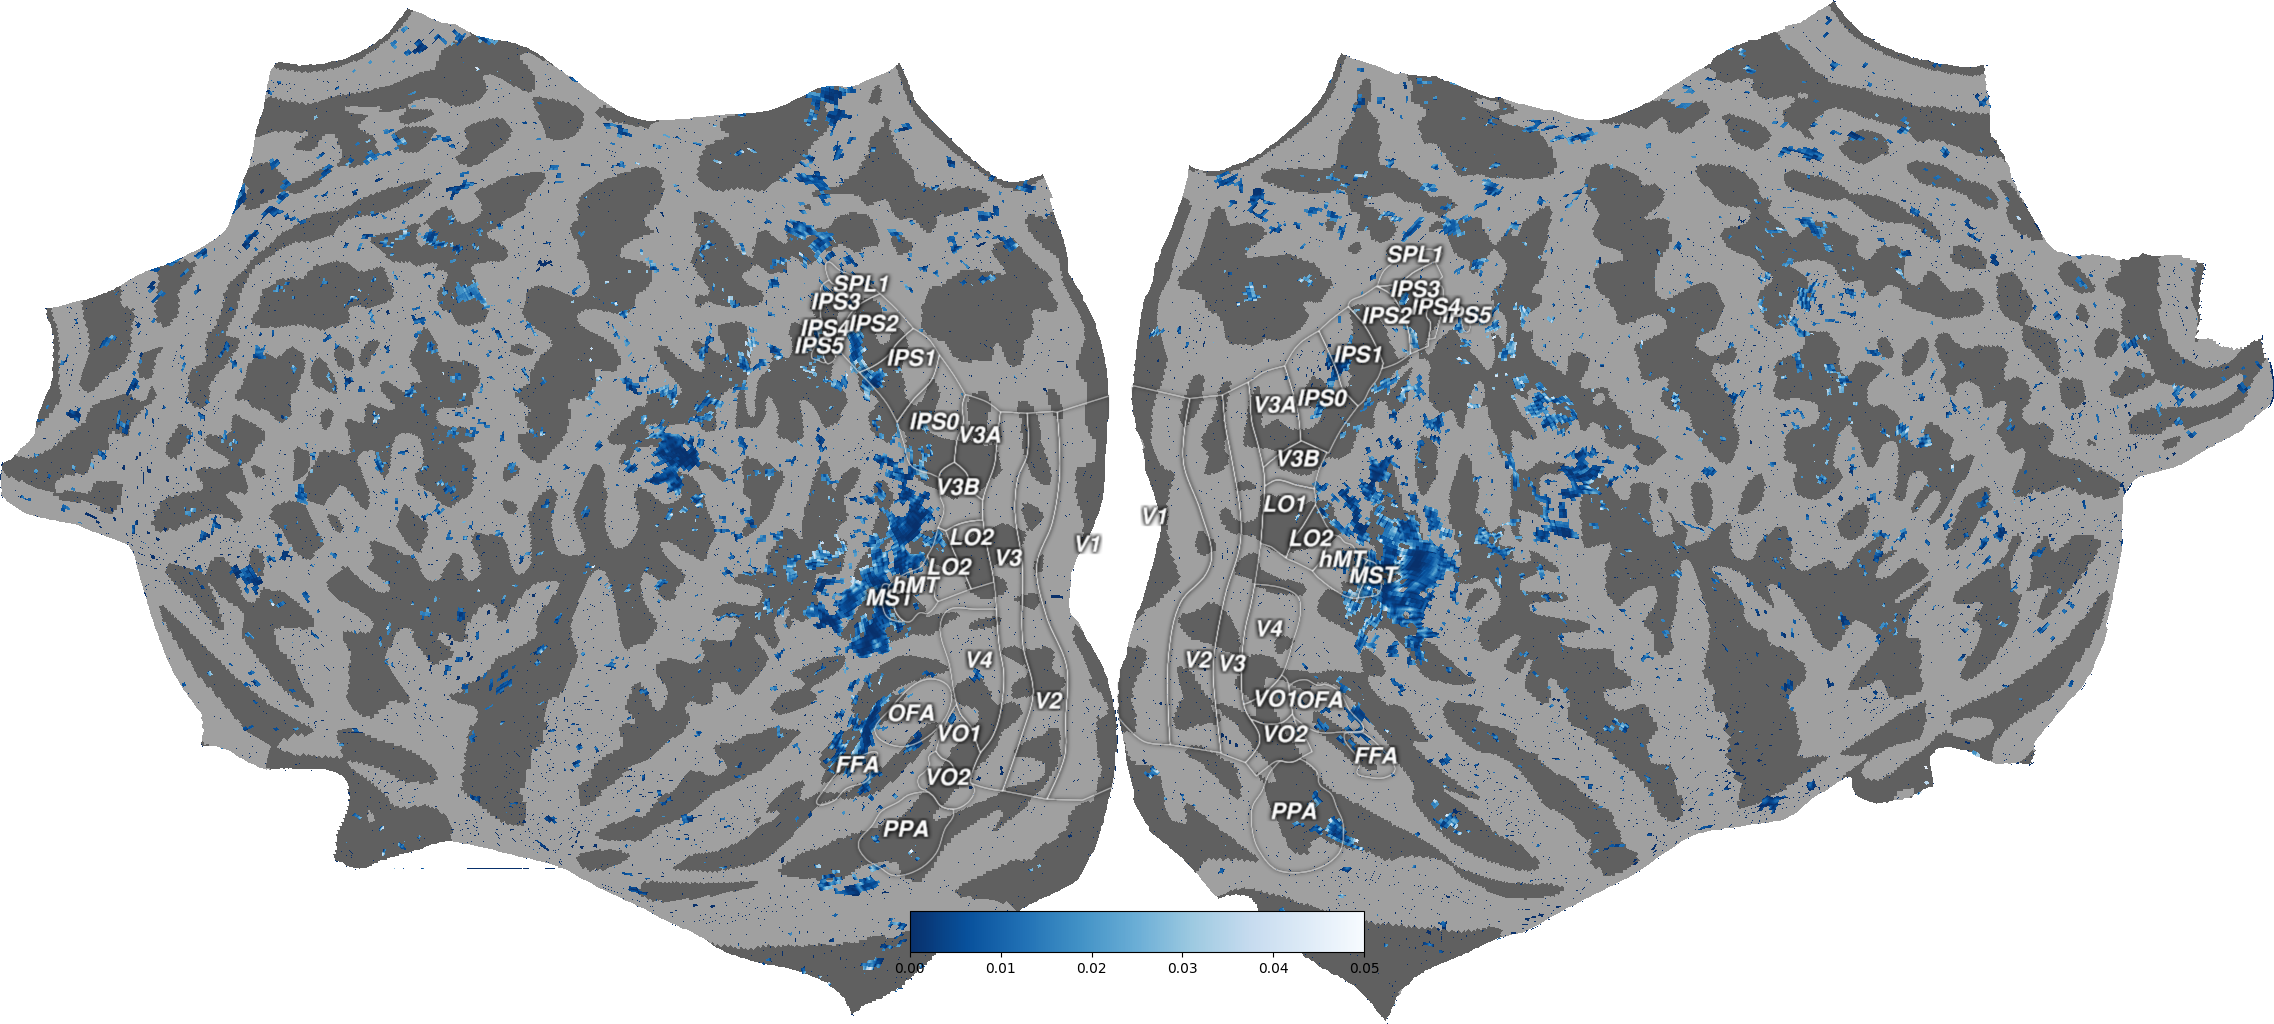 SPL1
IPS3
IPS4
IPS2
IPS5
IPS1
IPS0
V3A
V3B
LO2
LO2
V3
V1
hMT
MST
V4
V2
OFA
VO1
FFA
VO2
PPA
SPL1
IPS3
IPS4
IPS2
IPS5
IPS1
V3A
IPS0
V3B
LO1
V1
LO2
hMT
MST
V4
V2
V3
VO1
OFA
VO2
FFA
PPA
0.00 0.01 0.02 0.03 0.04 0.05